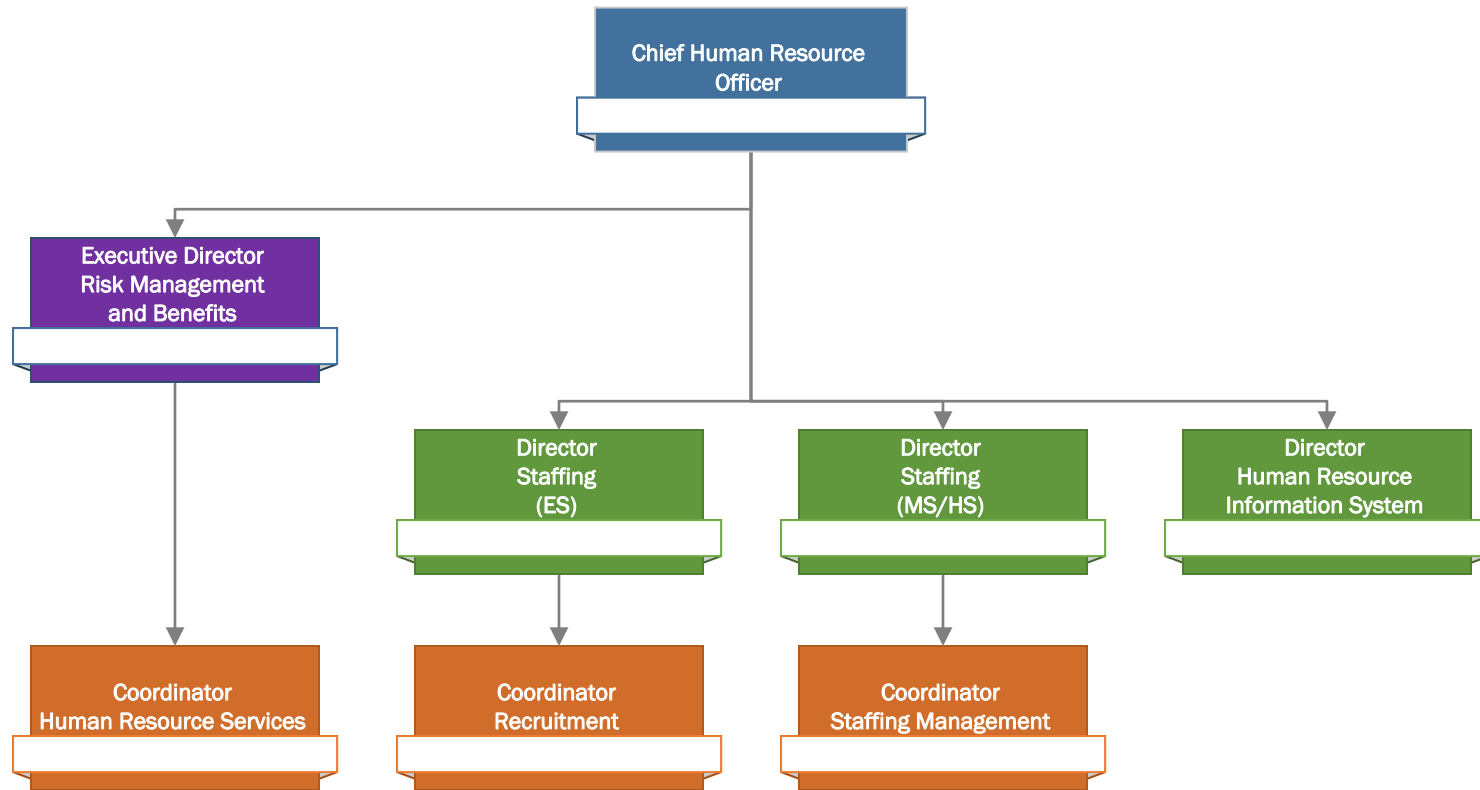 Chief Human Resource
Officer
Executive Director
Risk Management
and Benefits
Director
Staffing
(ES)
Director
Staffing
(MS/HS)
Director
Human Resource
Information System
Coordinator
Human Resource Services
Coordinator
Recruitment
Coordinator
Staffing Management